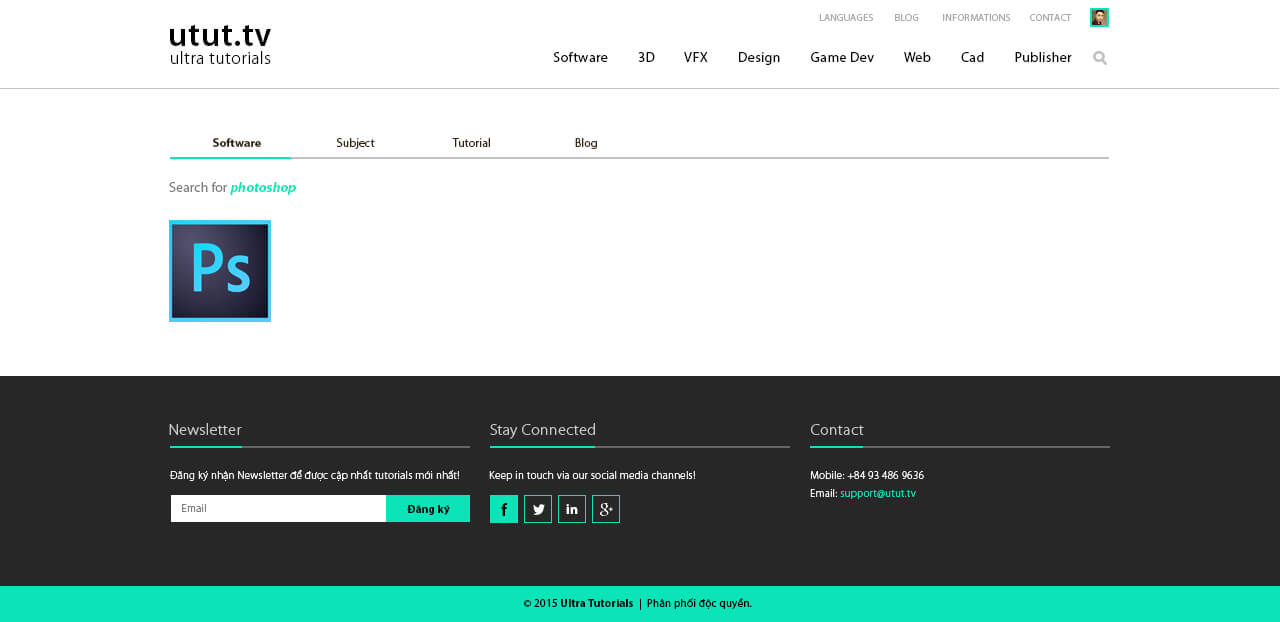 LANGUAGES BLOG INFORMATIONS CONTACT
utut.tv
ultra tutorials
Software 3D VFX Design Game Dev Web Cad Publisher
Software Subject Tutorial Blog
Search for photoshop
Ps
Newsletter
Đăng ký nhận Newsletter để được cập nhất tutorials mới nhất!
Email
Đăng ký
Stay Connected
Keep in touch via our social media channels!
f in g+
Contact
Mobile: +84 93 486 9636
Email: support@utut.tv
© 2015 Ultra Tutorials | Phân phối độc quyền.